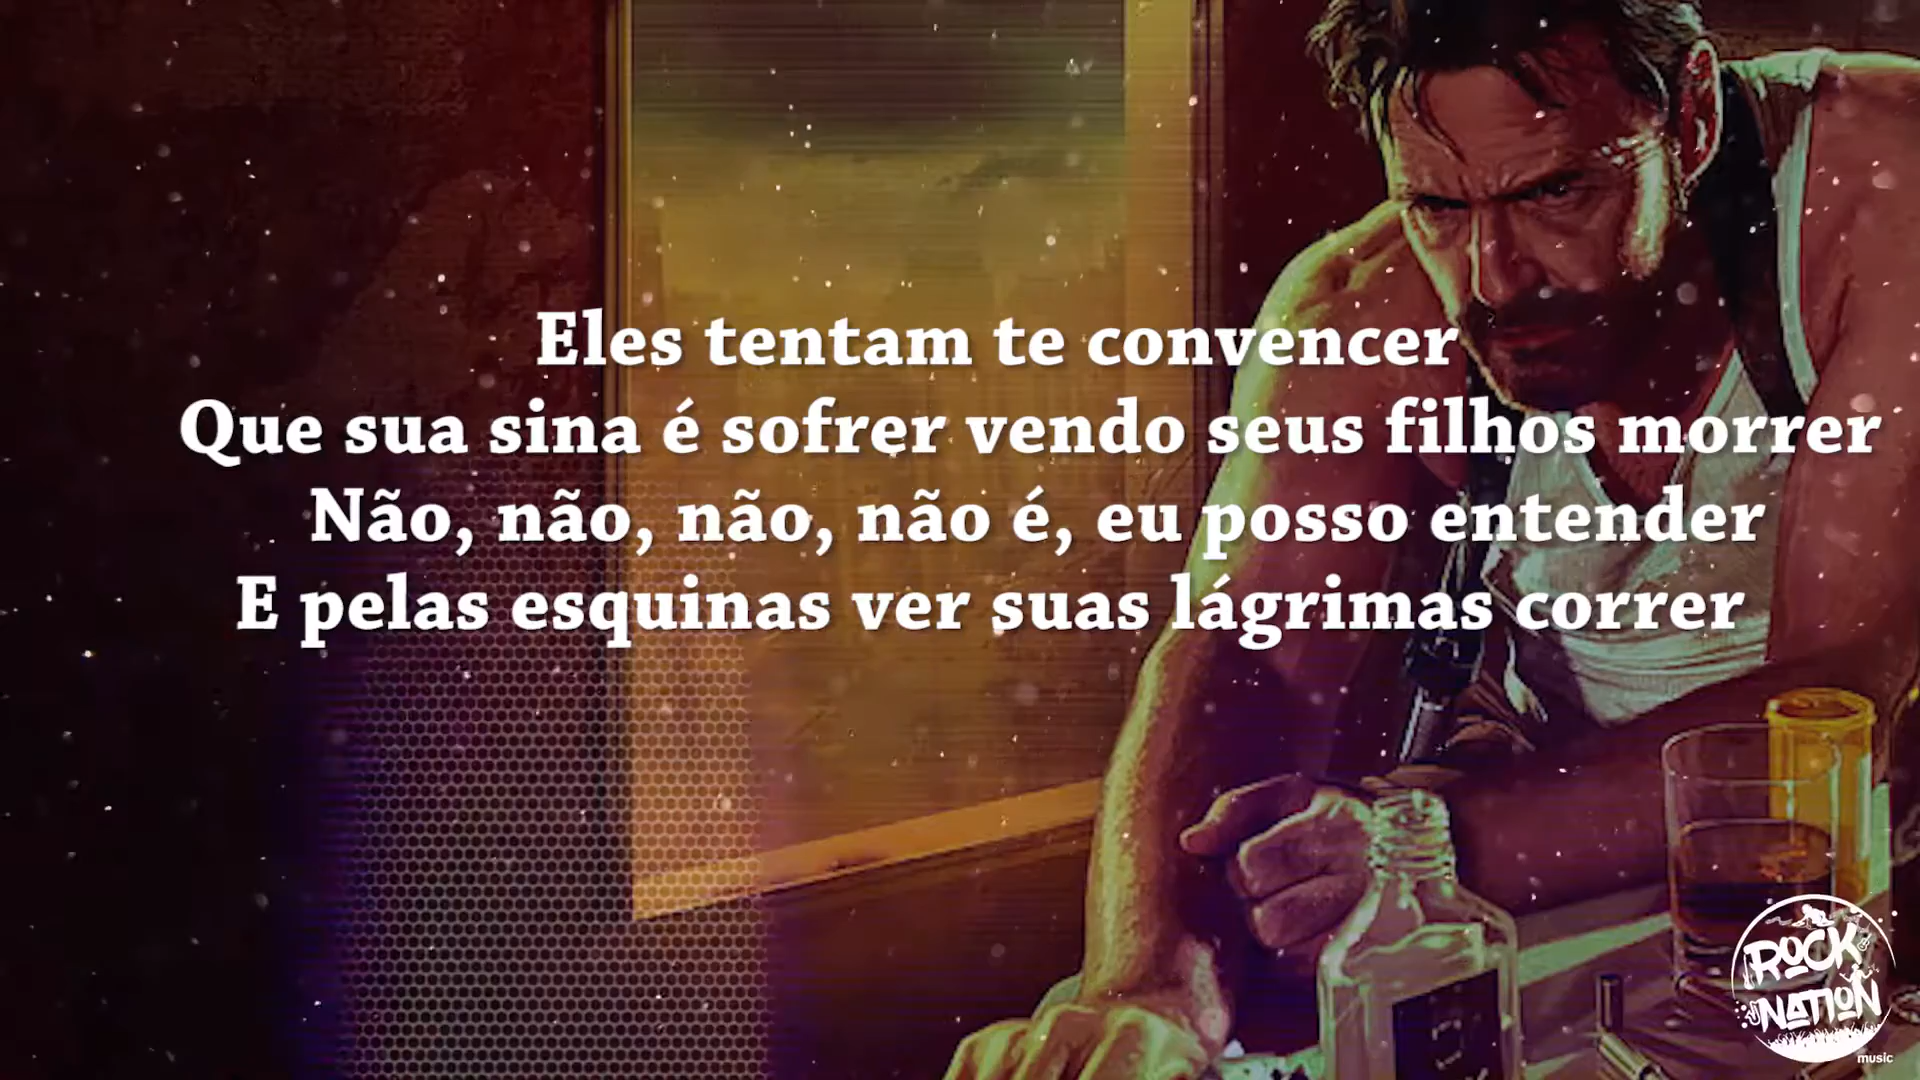 Eles tentam te convencer
Que sua sina é sofrer vendo seus filhos morrer
Não, não, não, não é, eu posso entender
E pelas esquinas ver suas lágrimas correr
ROCK
NATION
music